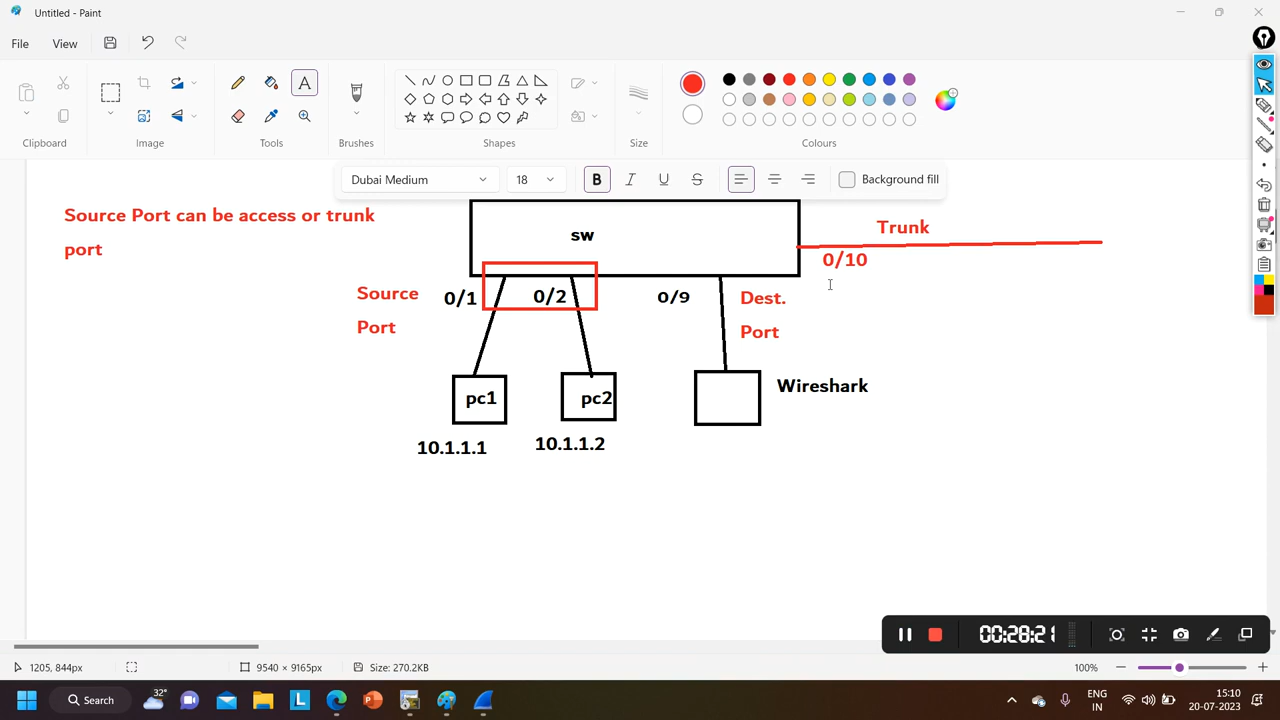 Untitled - Paint
File
View
Clipboard
Image
Tools
Brushes
Shapes
Size
Colours
Dubai Medium
18
B
I
U
S
Background fill
Source Port can be access or trunk
port
sw
Trunk
0/10
Source
Port
0/1
0/2
0/9
Dest.
Port
pc1
pc2
Wireshark
10.1.1.1
10.1.1.2
00:28:21
1205, 844px
9540 × 9165px
Size: 270.2KB
100%
32°
Search
ENG
IN
15:10
20-07-2023